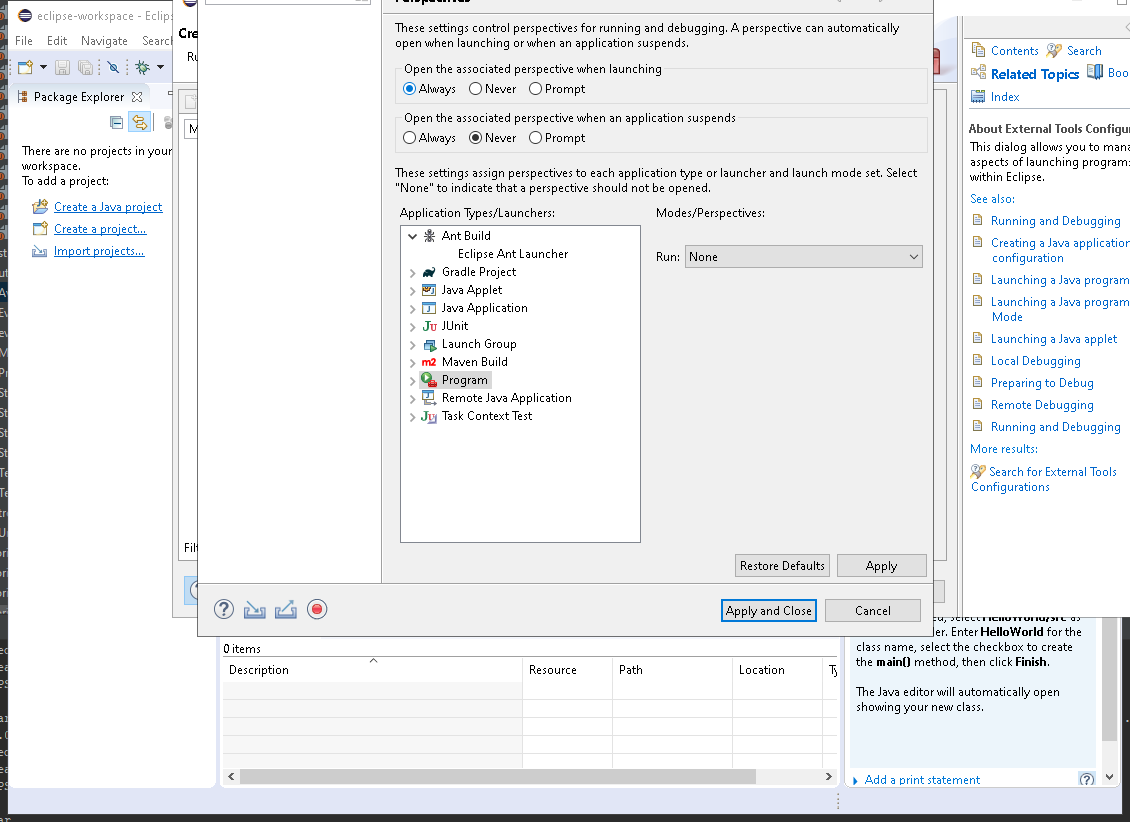 eclipse-workspace - Eclips
File Edit Navigate Search
Package Explorer
There are no projects in your
workspace.
To add a project:
Create a Java project
Create a project...
Import projects...
Cre
Ru
These settings control perspectives for running and debugging. A perspective can automatically
open when launching or when an application suspends.
Open the associated perspective when launching
Always Never Prompt
Open the associated perspective when an application suspends
Always Never Prompt
These settings assign perspectives to each application type or launcher and launch mode set. Select
"None" to indicate that a perspective should not be opened.
Application Types/Launchers: Modes/Perspectives:
Ant Build
Eclipse Ant Launcher
Gradle Project
Java Applet
Java Application
JUnit
Launch Group
Maven Build
Program
Remote Java Application
Task Context Test
Run: None
Restore Defaults Apply
Filt
Apply and Close Cancel
Contents Search
Related Topics Boo
Index
About External Tools Configu
This dialog allows you to mana
aspects of launching program
within Eclipse.
See also:
Running and Debugging
Creating a Java application
configuration
Launching a Java program
Launching a Java program
Mode
Launching a Java applet
Local Debugging
Preparing to Debug
Remote Debugging
Running and Debugging
More results:
Search for External Tools
Configurations
0 items
Description Resource Path Location Ty
select HelloWorld/src as
Enter HelloWorld for the
class name, select the checkbox to create
the main() method, then click Finish.
The Java editor will automatically open
showing your new class.
Add a print statement